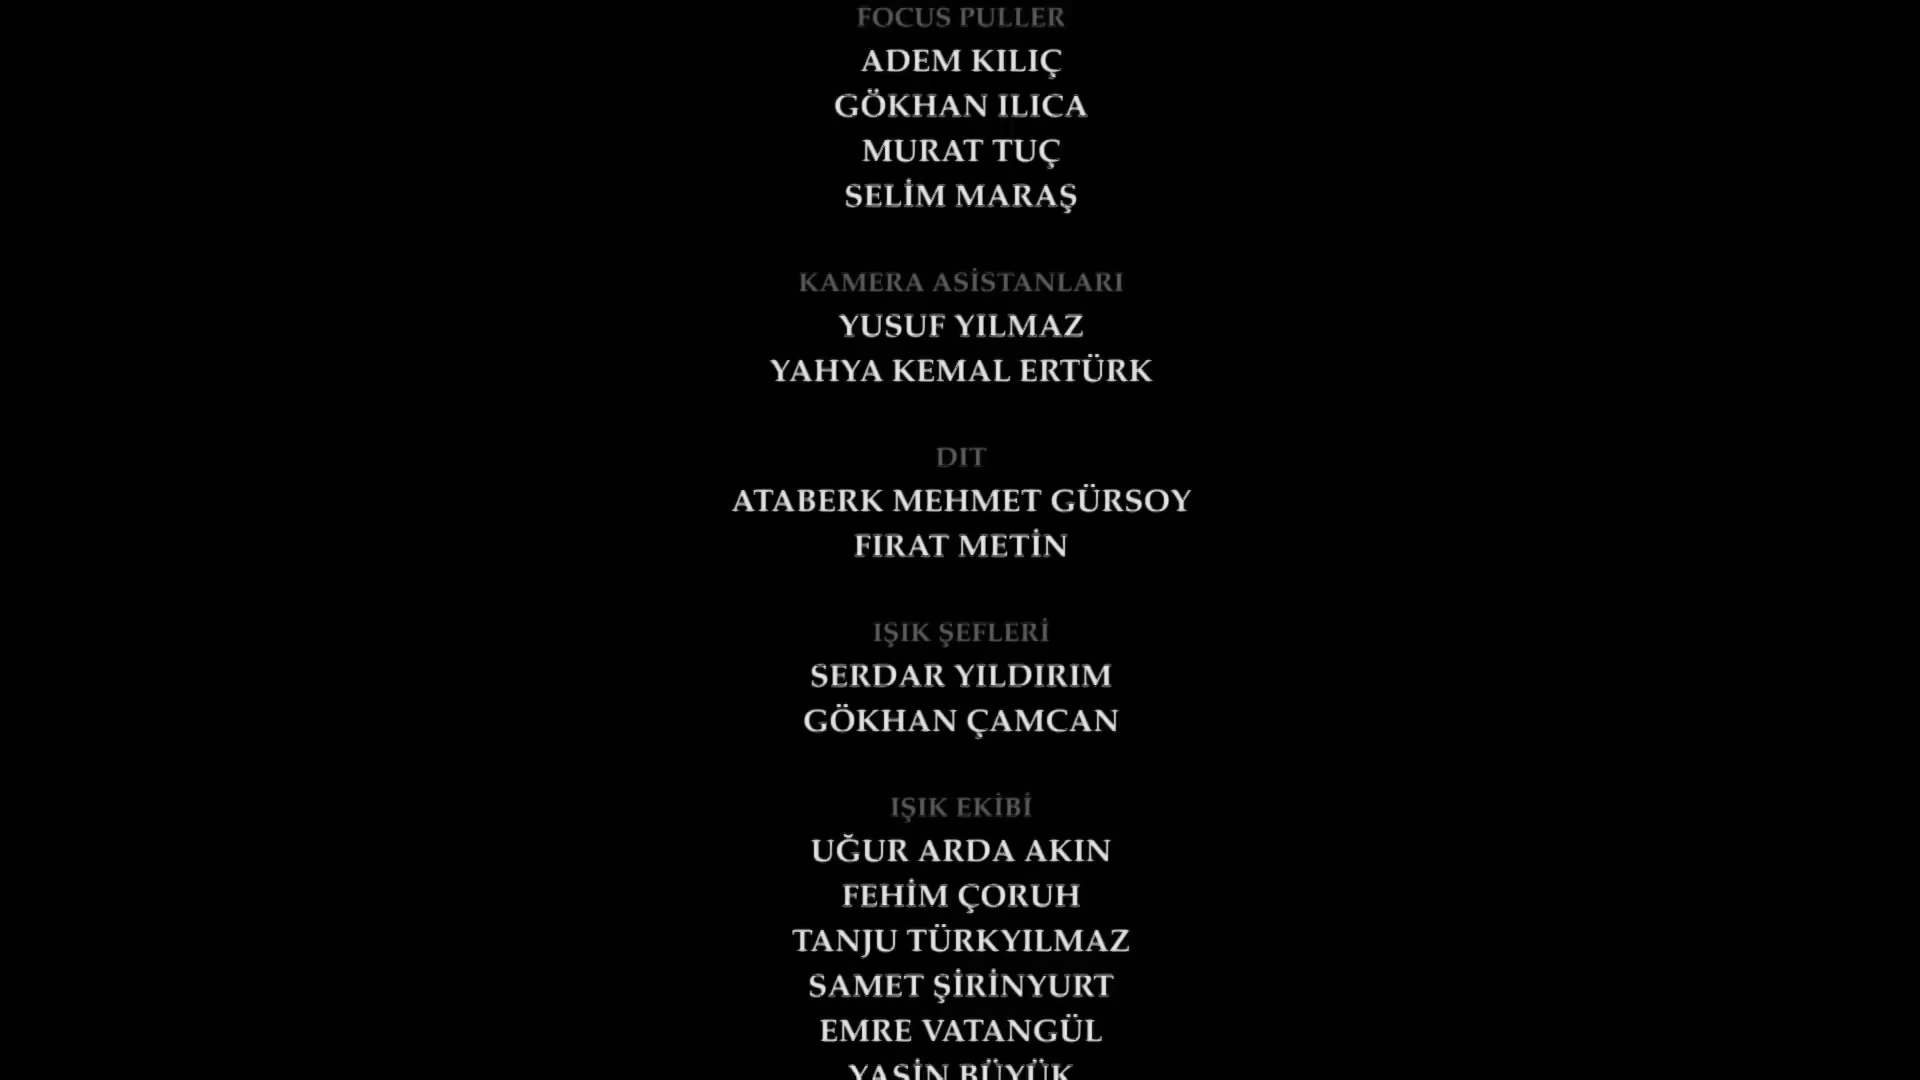 FOCUS PULLER
ADEM KILIÇ
GÖKHAN ILICA
MURAT TUÇ
SELİM MARAŞ
KAMERA ASİSTANLARI
YUSUF YILMAZ
YAHYA KEMAL ERTÜRK
DIT
ATABERK MEHMET GÜRSOY
FIRAT METİN
IŞIK ŞEFLERİ
SERDAR YILDIRIM
GÖKHAN ÇAMCAN
IŞIK EKİBİ
UĞUR ARDA AKIN
FEHİM ÇORUH
TANJU TÜRKYILMAZ
SAMET ŞİRİNYURT
EMRE VATANGÜL
YASİN BÜYÜK